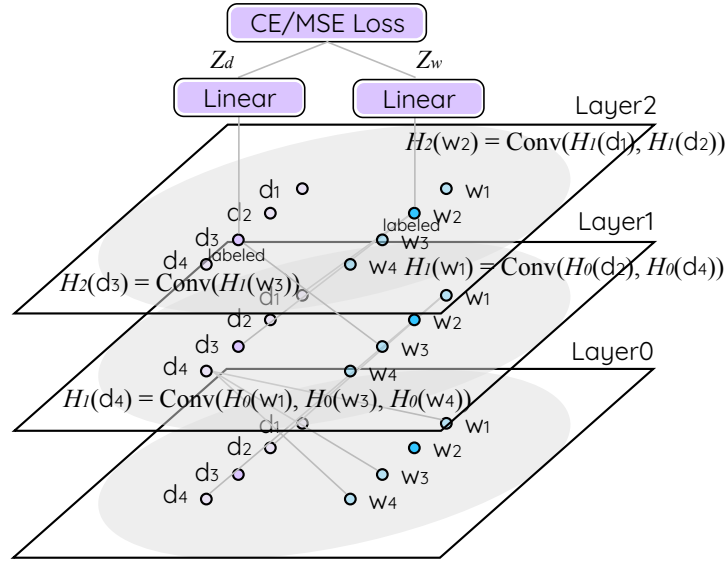 CE/MSE Loss
Zd Zw
Linear Linear
Layer2
H2(w2) = Conv(H1(d1), H1(d2))
d1 w1
d2 w2
labeled
d3 w3
Layer1
labeled
d4 w4
H1(w1) = Conv(H0(d2), H0(d4))
H2(d3) = Conv(H1(w3))
d1 w1
d2 w2
d3 w3
Layer0
d4 w4
H1(d4) = Conv(H0(w1), H0(w3), H0(w4))
d1 w1
d2 w2
d3 w3
d4 w4